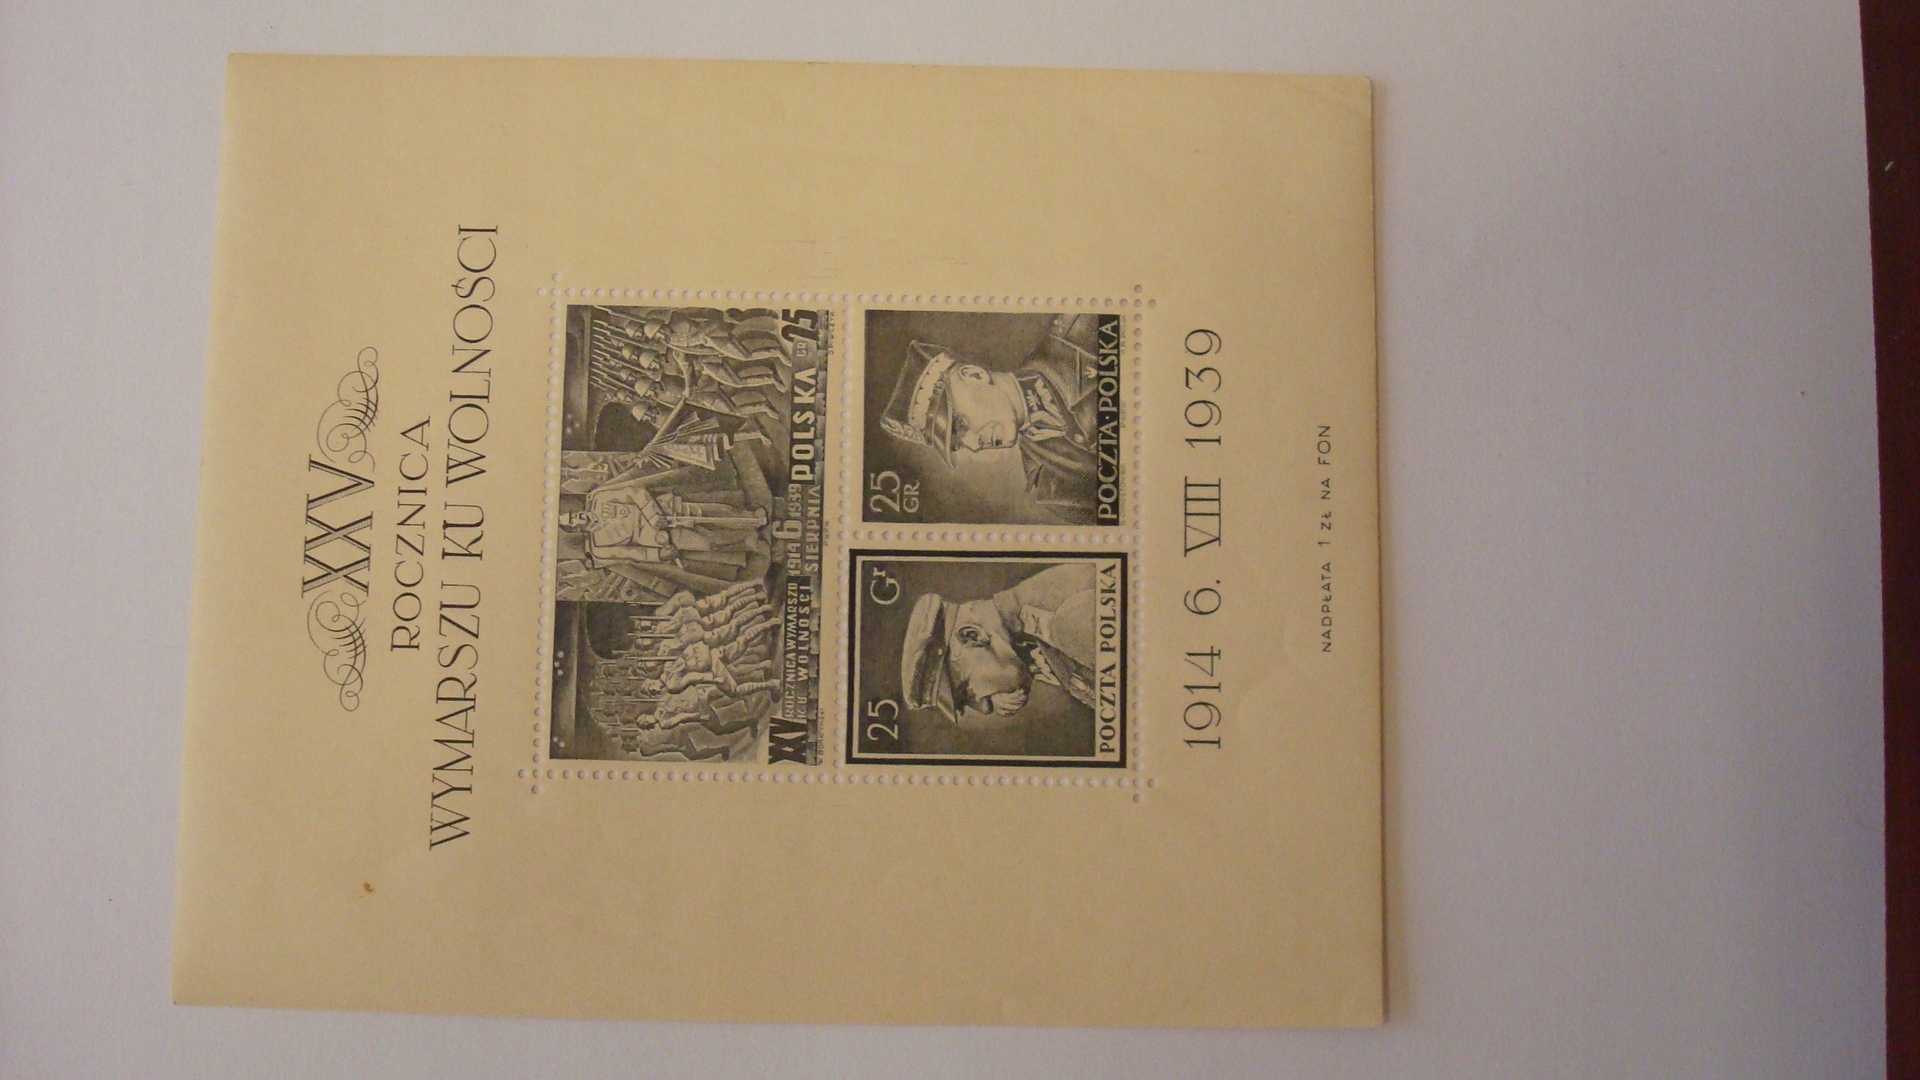 XXV
ROCZNICA
WYMARSZU KU WOLNOŚCI
XXV ROCZNICA WYMARSZU
KU WOLNOŚCI
1914 6 1939
SIERPNIA
POLSKA
GR 25
25 Gr
POCZTA POLSKA
25
GR.
POCZTA·POLSKA
1914 6. VIII 1939
NADPŁATA 1 ZŁ NA FON